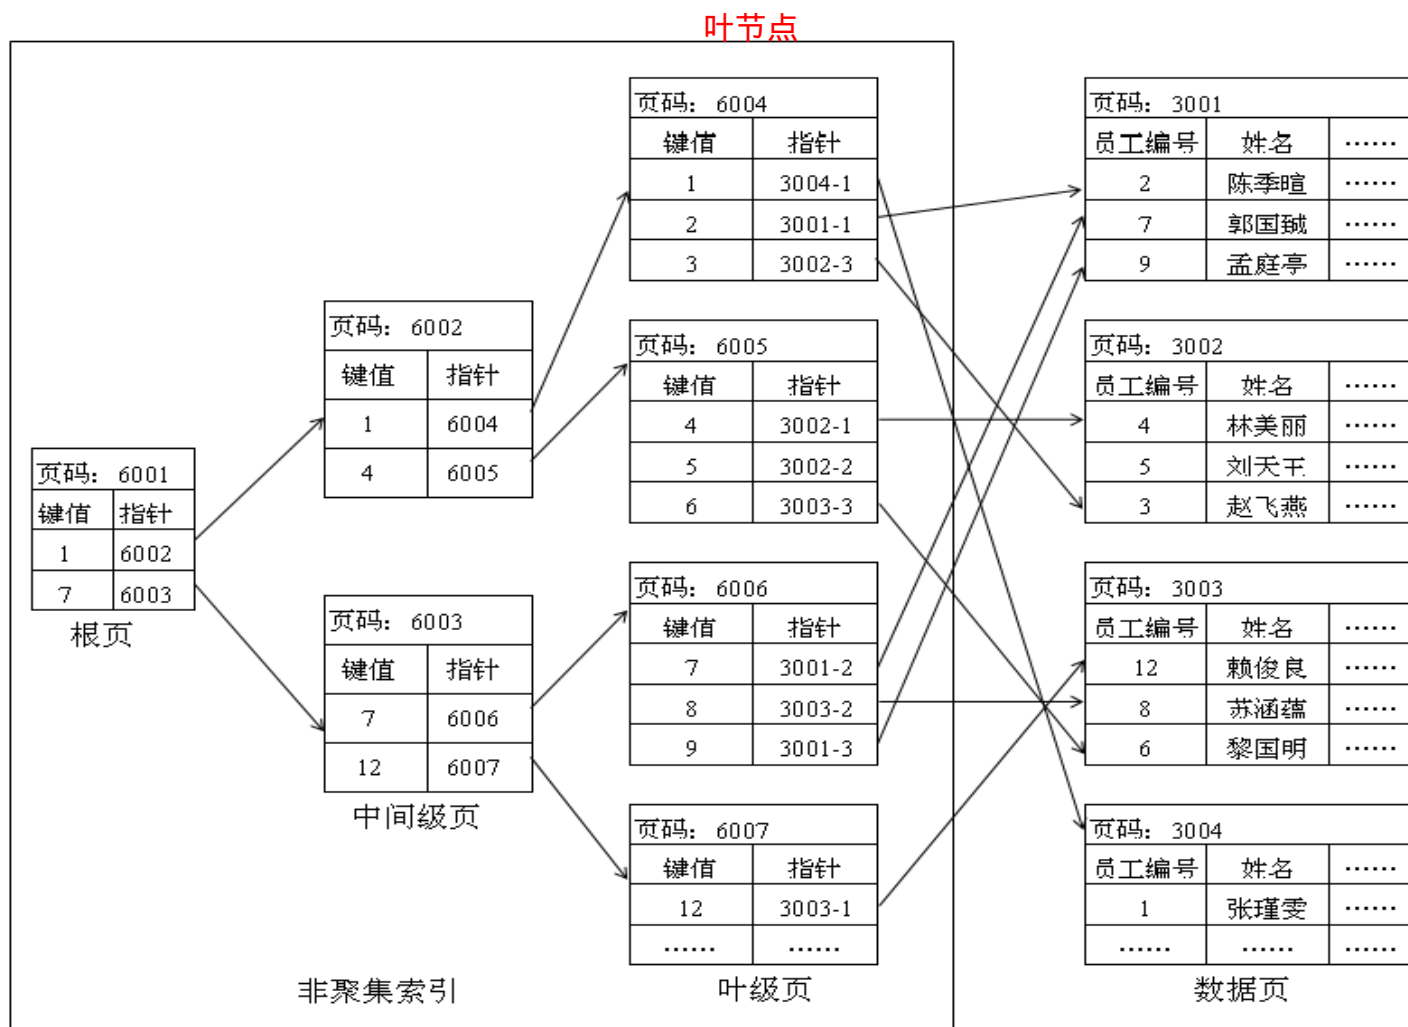 叶节点
页码：6001
键值 指针
1 6002
7 6003
根页
页码：6002
键值 指针
1 6004
4 6005
页码：6003
键值 指针
7 6006
12 6007
中间级页
页码：6004
键值 指针
1 3004-1
2 3001-1
3 3002-3
页码：6005
键值 指针
4 3002-1
5 3002-2
6 3003-3
页码：6006
键值 指针
7 3001-2
8 3003-2
9 3001-3
页码：6007
键值 指针
12 3003-1
…… ……
叶级页
非聚集索引
页码：3001
员工编号 姓名 ……
2 陈季暄 ……
7 郭国臹 ……
9 孟庭亭 ……
页码：3002
员工编号 姓名 ……
4 林美丽 ……
5 刘天王 ……
3 赵飞燕 ……
页码：3003
员工编号 姓名 ……
12 赖俊良 ……
8 苏涵蕴 ……
6 黎国明 ……
页码：3004
员工编号 姓名 ……
1 张瑾雯 ……
…… …… ……
数据页